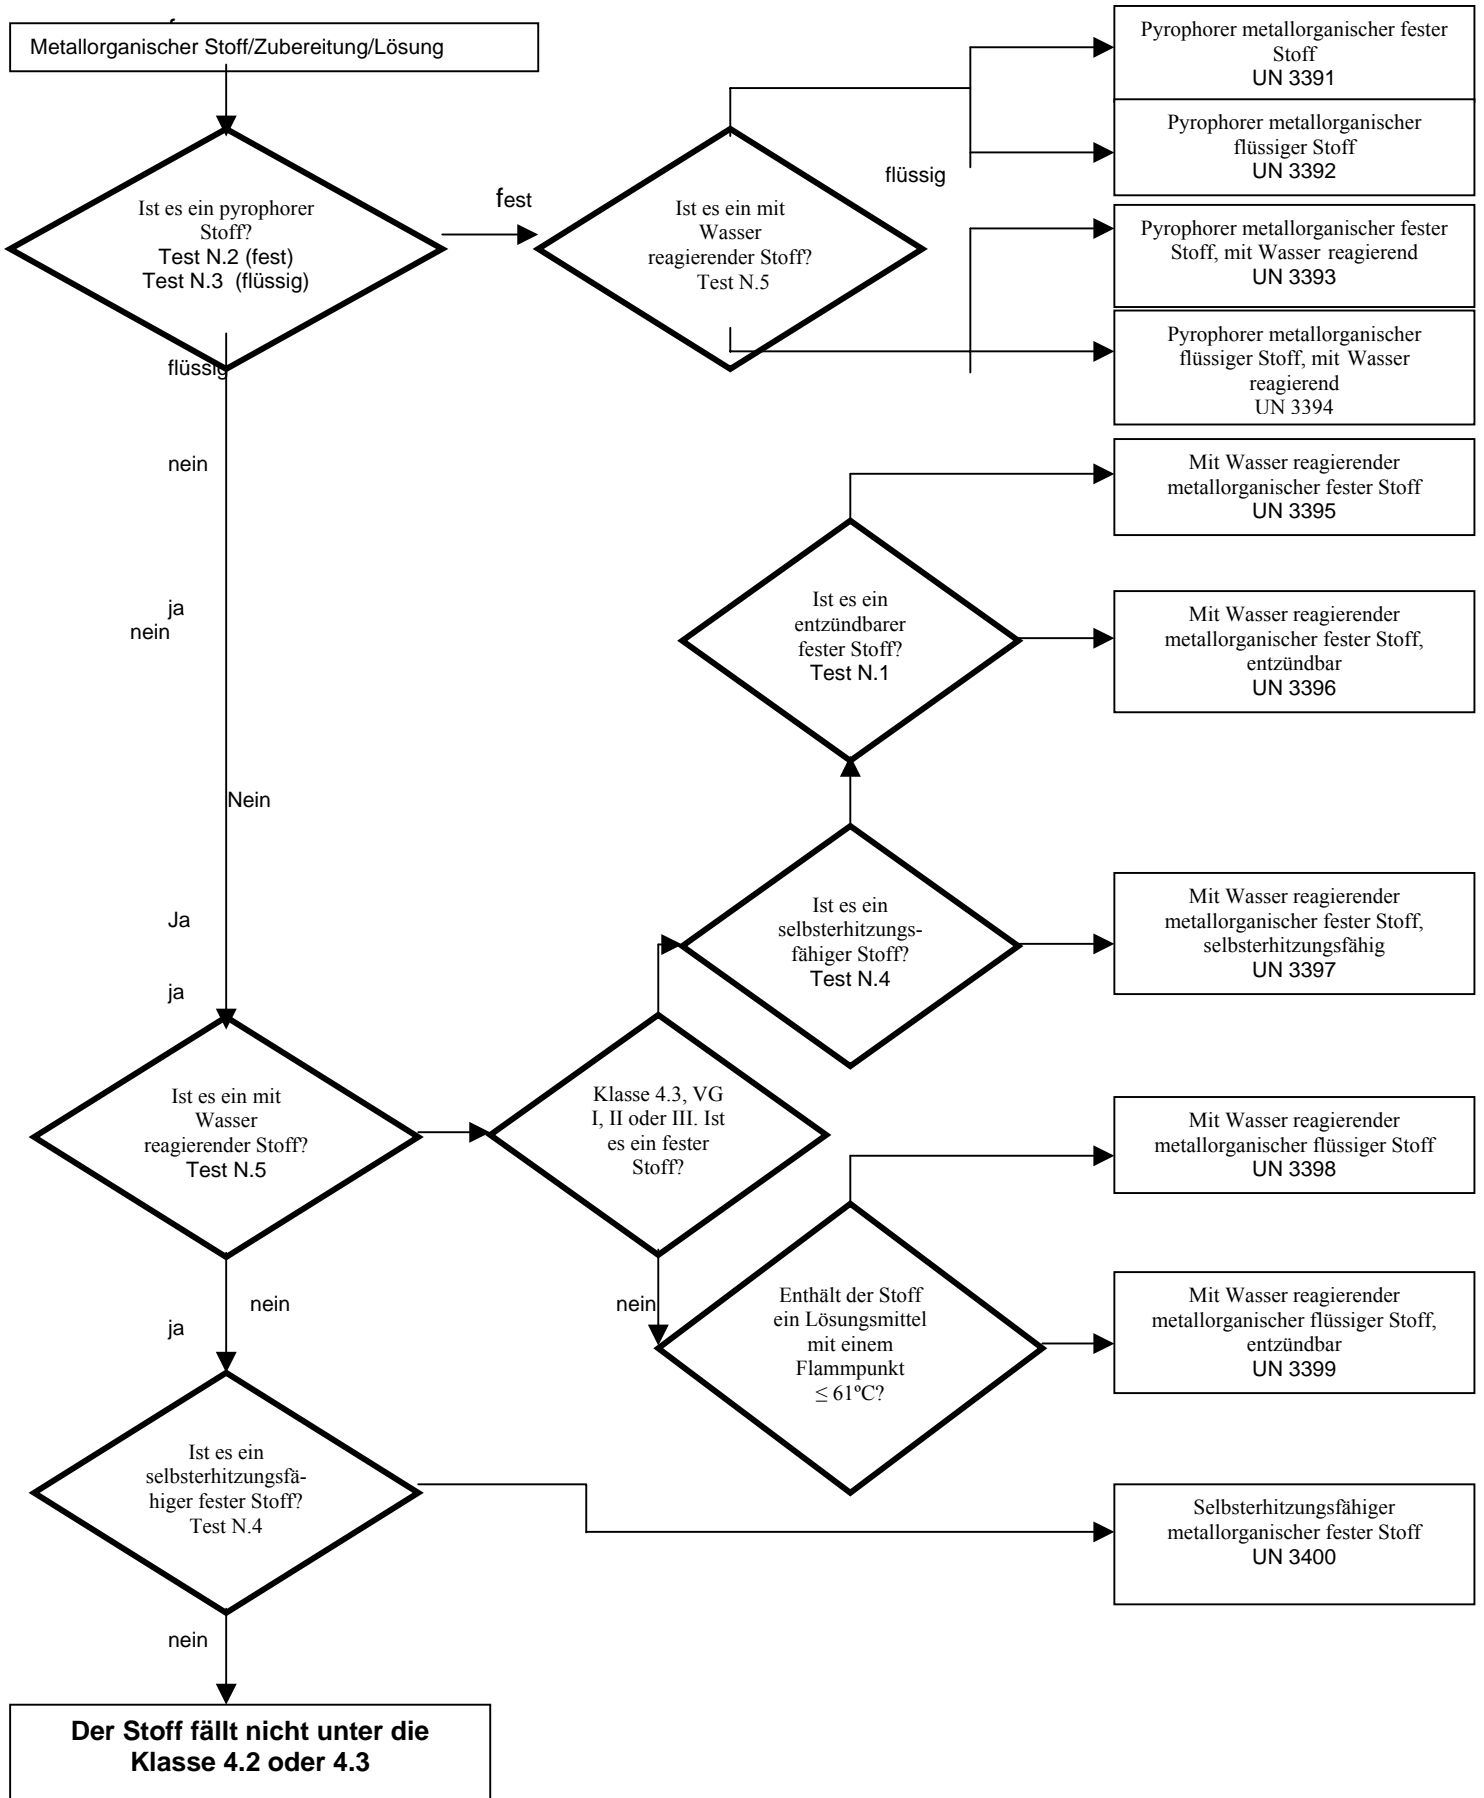 Metallorganischer Stoff/Zubereitung/Lösung
Pyrophorer metallorganischer fester
Stoff
UN 3391
Pyrophorer metallorganischer
flüssiger Stoff
UN 3392
flüssig
fest
Ist es ein pyrophorer
Stoff?
Test N.2 (fest)
Test N.3 (flüssig)
Ist es ein mit
Wasser
reagierender Stoff?
Test N.5
Pyrophorer metallorganischer fester
Stoff, mit Wasser reagierend
UN 3393
Pyrophorer metallorganischer
flüssiger Stoff, mit Wasser
reagierend
UN 3394
flüssig
nein
Mit Wasser reagierender
metallorganischer fester Stoff
UN 3395
ja
nein
Ist es ein
entzündbarer
fester Stoff?
Test N.1
Mit Wasser reagierender
metallorganischer fester Stoff,
entzündbar
UN 3396
Nein
Ja
ja
Ist es ein
selbsterhitzungs-
fähiger Stoff?
Test N.4
Mit Wasser reagierender
metallorganischer fester Stoff,
selbsterhitzungsfähig
UN 3397
Ist es ein mit
Wasser
reagierender Stoff?
Test N.5
Klasse 4.3, VG
I, II oder III. Ist
es ein fester
Stoff?
Mit Wasser reagierender
metallorganischer flüssiger Stoff
UN 3398
nein
ja
nein
Enthält der Stoff
ein Lösungsmittel
mit einem
Flammpunkt
≤ 61ºC?
Mit Wasser reagierender
metallorganischer flüssiger Stoff,
entzündbar
UN 3399
Ist es ein
selbsterhitzungsfä-
higer fester Stoff?
Test N.4
Selbsterhitzungsfähiger
metallorganischer fester Stoff
UN 3400
nein
Der Stoff fällt nicht unter die
Klasse 4.2 oder 4.3